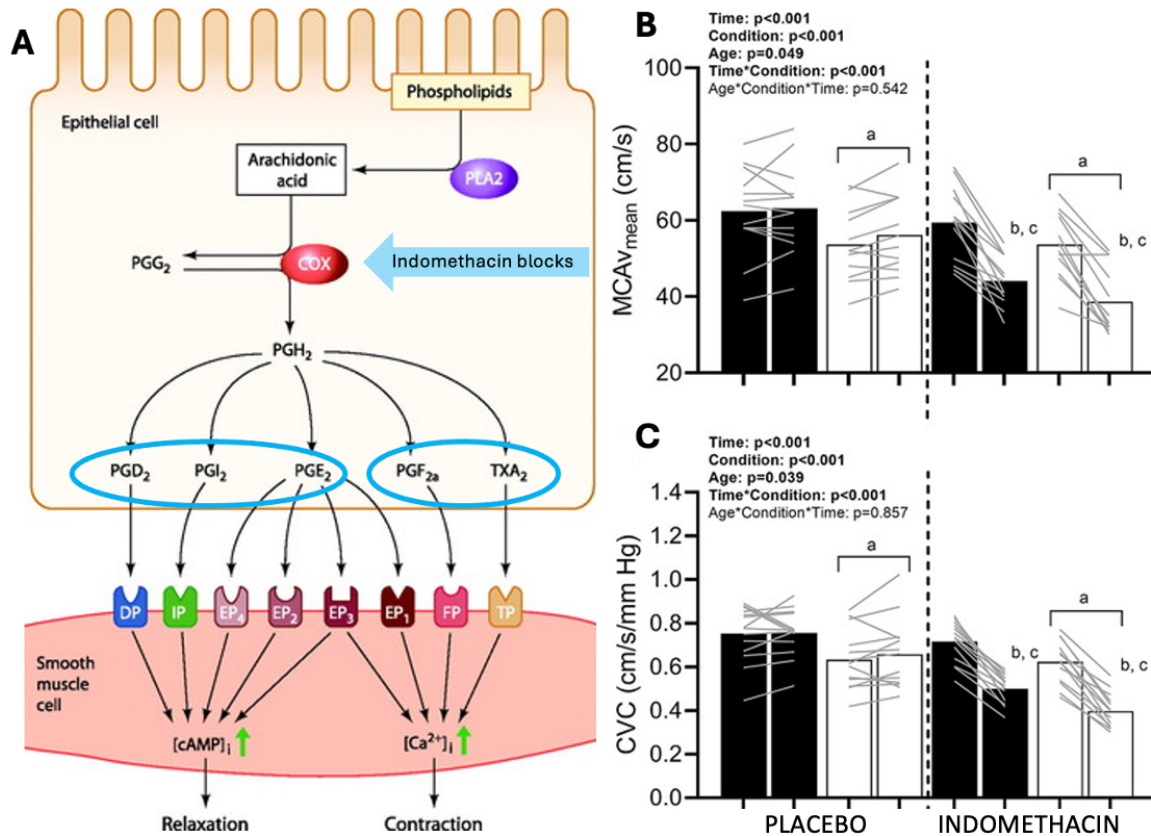 A
Phospholipids
Epithelial cell
Arachidonic
acid
PLA2
PGG₂
COX
Indomethacin blocks
PGH₂
PGD₂ PGI₂ PGE₂ PGF₂ₐ TXA₂
DP IP EP₄ EP₂ EP₃ EP₁ FP TP
Smooth
muscle
cell
[cAMP]ᵢ [Ca²⁺]ᵢ
Relaxation Contraction
B
Time: p<0.001
Condition: p<0.001
Age: p=0.049
Time*Condition: p<0.001
Age*Condition*Time: p=0.542
MCAvmean (cm/s)
100
80
60
40
20
a
a
b, c
b, c
C
Time: p<0.001
Condition: p<0.001
Age: p=0.039
Time*Condition: p<0.001
Age*Condition*Time: p=0.857
CVC (cm/s/mm Hg)
1.4
1.2
1.0
0.8
0.6
0.4
0.2
0.0
a
a
b, c
b, c
PLACEBO INDOMETHACIN